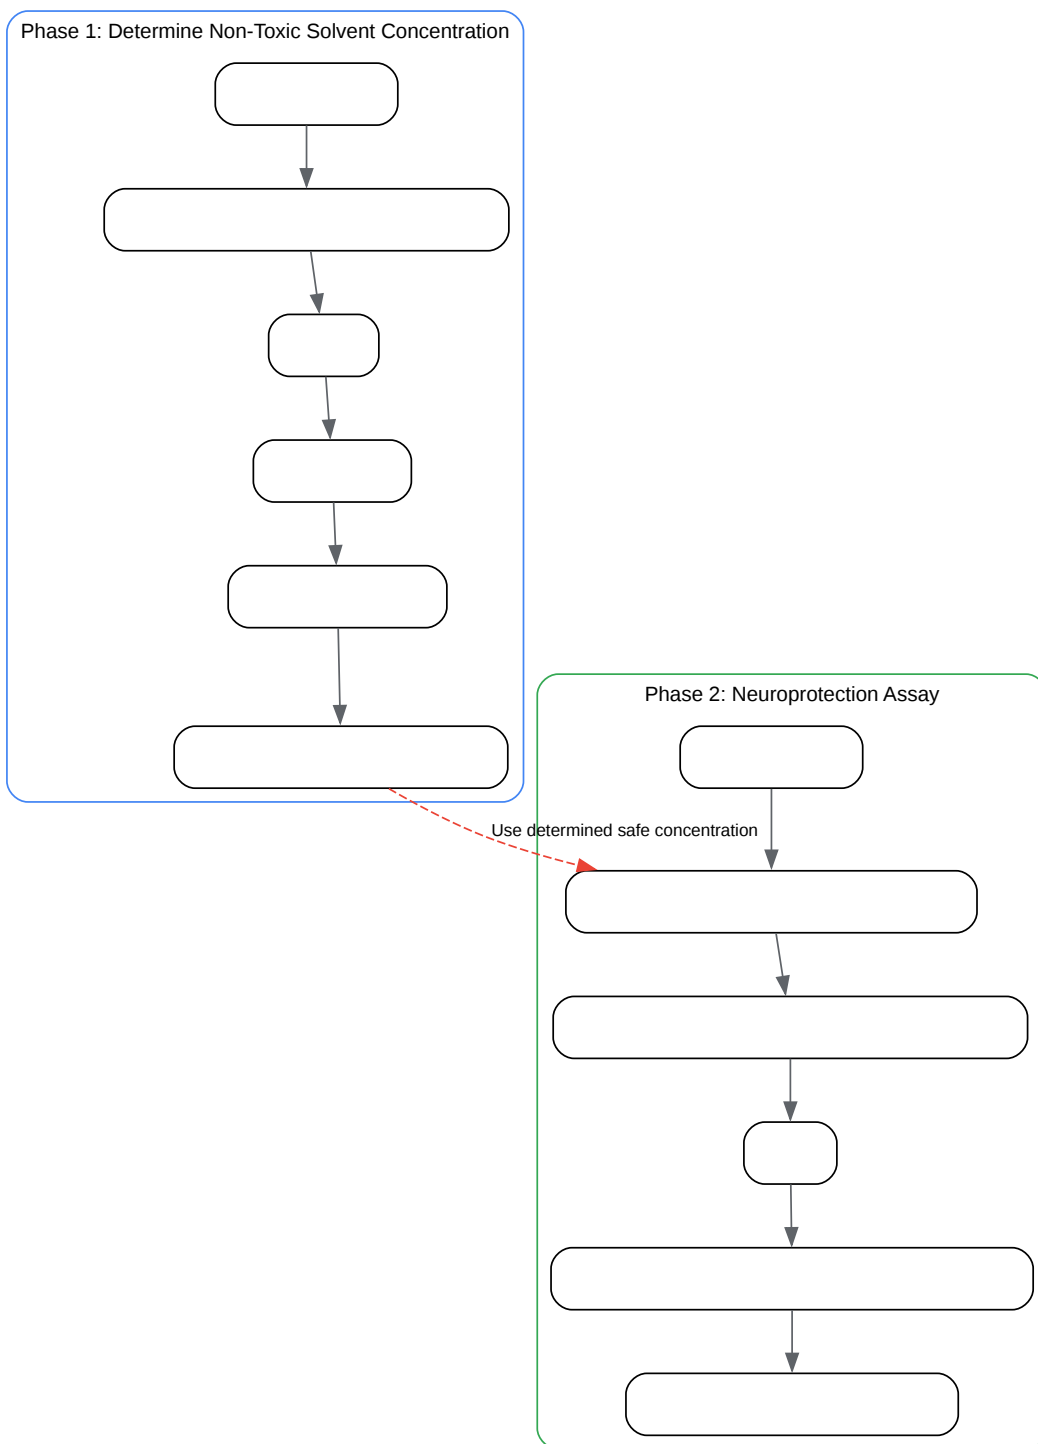 Phase 1: Determine Non-Toxic Solvent Concentration
Phase 2: Neuroprotection Assay
Use determined safe concentration